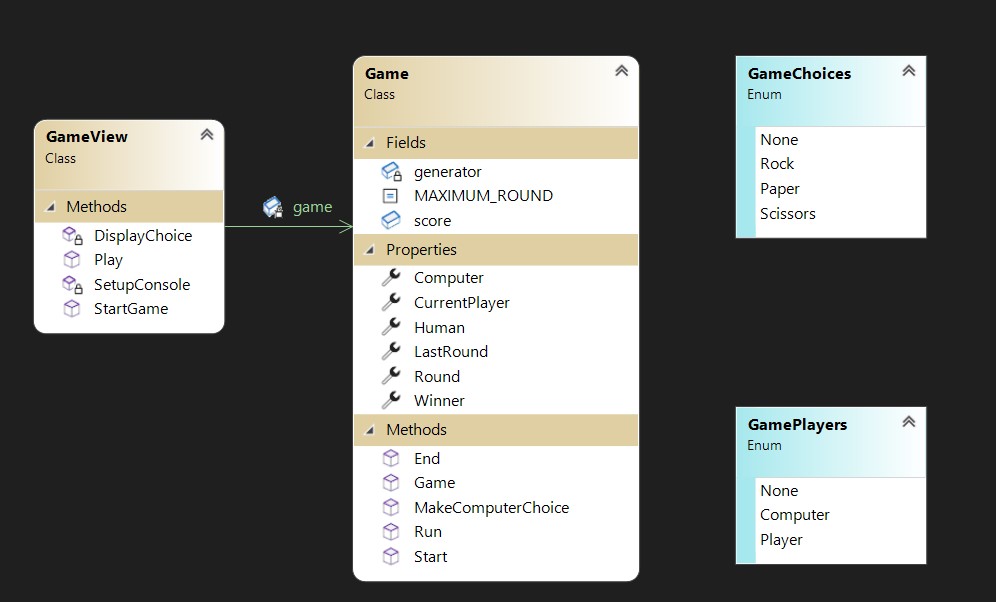 GameView
Class
Methods
DisplayChoice
Play
SetupConsole
StartGame
game
Game
Class
Fields
generator
MAXIMUM_ROUND
score
Properties
Computer
CurrentPlayer
Human
LastRound
Round
Winner
Methods
End
Game
MakeComputerChoice
Run
Start
GameChoices
Enum
None
Rock
Paper
Scissors
GamePlayers
Enum
None
Computer
Player